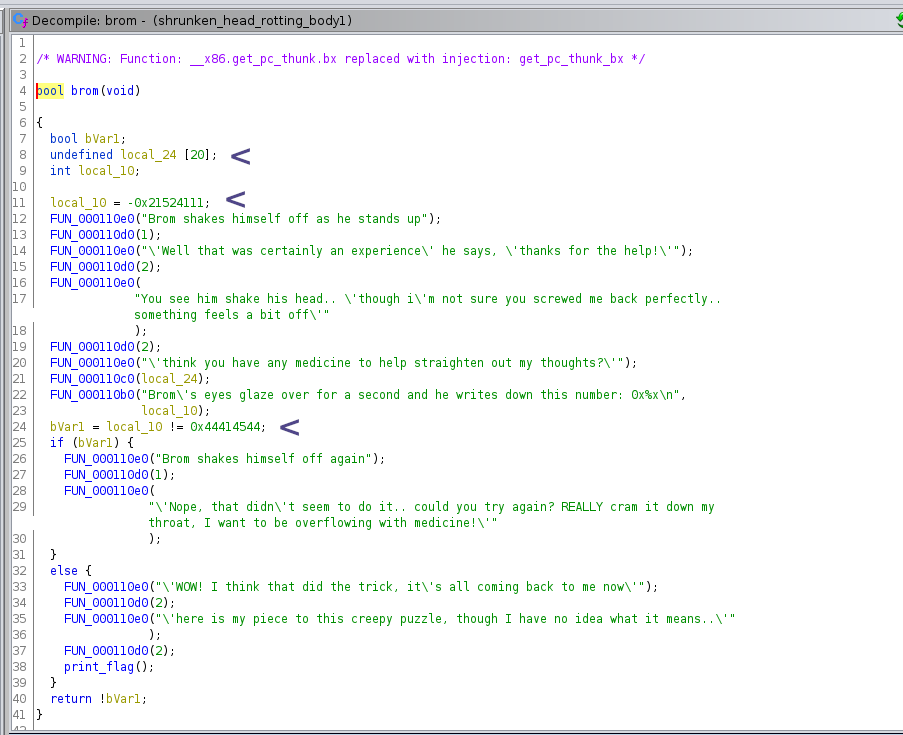 Decompile: brom - (shrunken_head_rotting_body1)
1
2 /* WARNING: Function: __x86.get_pc_thunk.bx replaced with injection: get_pc_thunk_bx */
3
4 bool brom(void)
5
6 {
7 bool bVar1;
8 undefined local_24 [20]; <
9 int local_10;
10
11 local_10 = -0x21524111; <
12 FUN_000110e0("Brom shakes himself off as he stands up");
13 FUN_000110d0(1);
14 FUN_000110e0("\'Well that was certainly an experience\' he says, \'thanks for the help!\'");
15 FUN_000110d0(2);
16 FUN_000110e0(
17 "You see him shake his head.. \'though i\'m not sure you screwed me back perfectly..
something feels a bit off\'"
18 );
19 FUN_000110d0(2);
20 FUN_000110e0("\'think you have any medicine to help straighten out my thoughts?\'");
21 FUN_000110c0(local_24);
22 FUN_000110b0("Brom\'s eyes glaze over for a second and he writes down this number: 0x%x\n",
23 local_10);
24 bVar1 = local_10 != 0x44414544; <
25 if (bVar1) {
26 FUN_000110e0("Brom shakes himself off again");
27 FUN_000110d0(1);
28 FUN_000110e0(
29 "\'Nope, that didn\'t seem to do it.. could you try again? REALLY cram it down my
throat, I want to be overflowing with medicine!\'"
30 );
31 }
32 else {
33 FUN_000110e0("\'WOW! I think that did the trick, it\'s all coming back to me now\'");
34 FUN_000110d0(2);
35 FUN_000110e0("\'here is my piece to this creepy puzzle, though I have no idea what it means..\'"
36 );
37 FUN_000110d0(2);
38 print_flag();
39 }
40 return !bVar1;
41 }
42